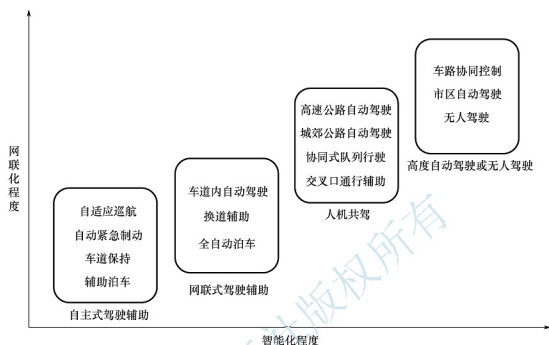 网联化程度
自适应巡航
自动紧急制动
车道保持
辅助泊车
自主式驾驶辅助
车道内自动驾驶
换道辅助
全自动泊车
网联式驾驶辅助
高速公路自动驾驶
城郊公路自动驾驶
协同式队列行驶
交叉口通行辅助
人机共驾
车路协同控制
市区自动驾驶
无人驾驶
高度自动驾驶或无人驾驶
智能化程度
社版权所有